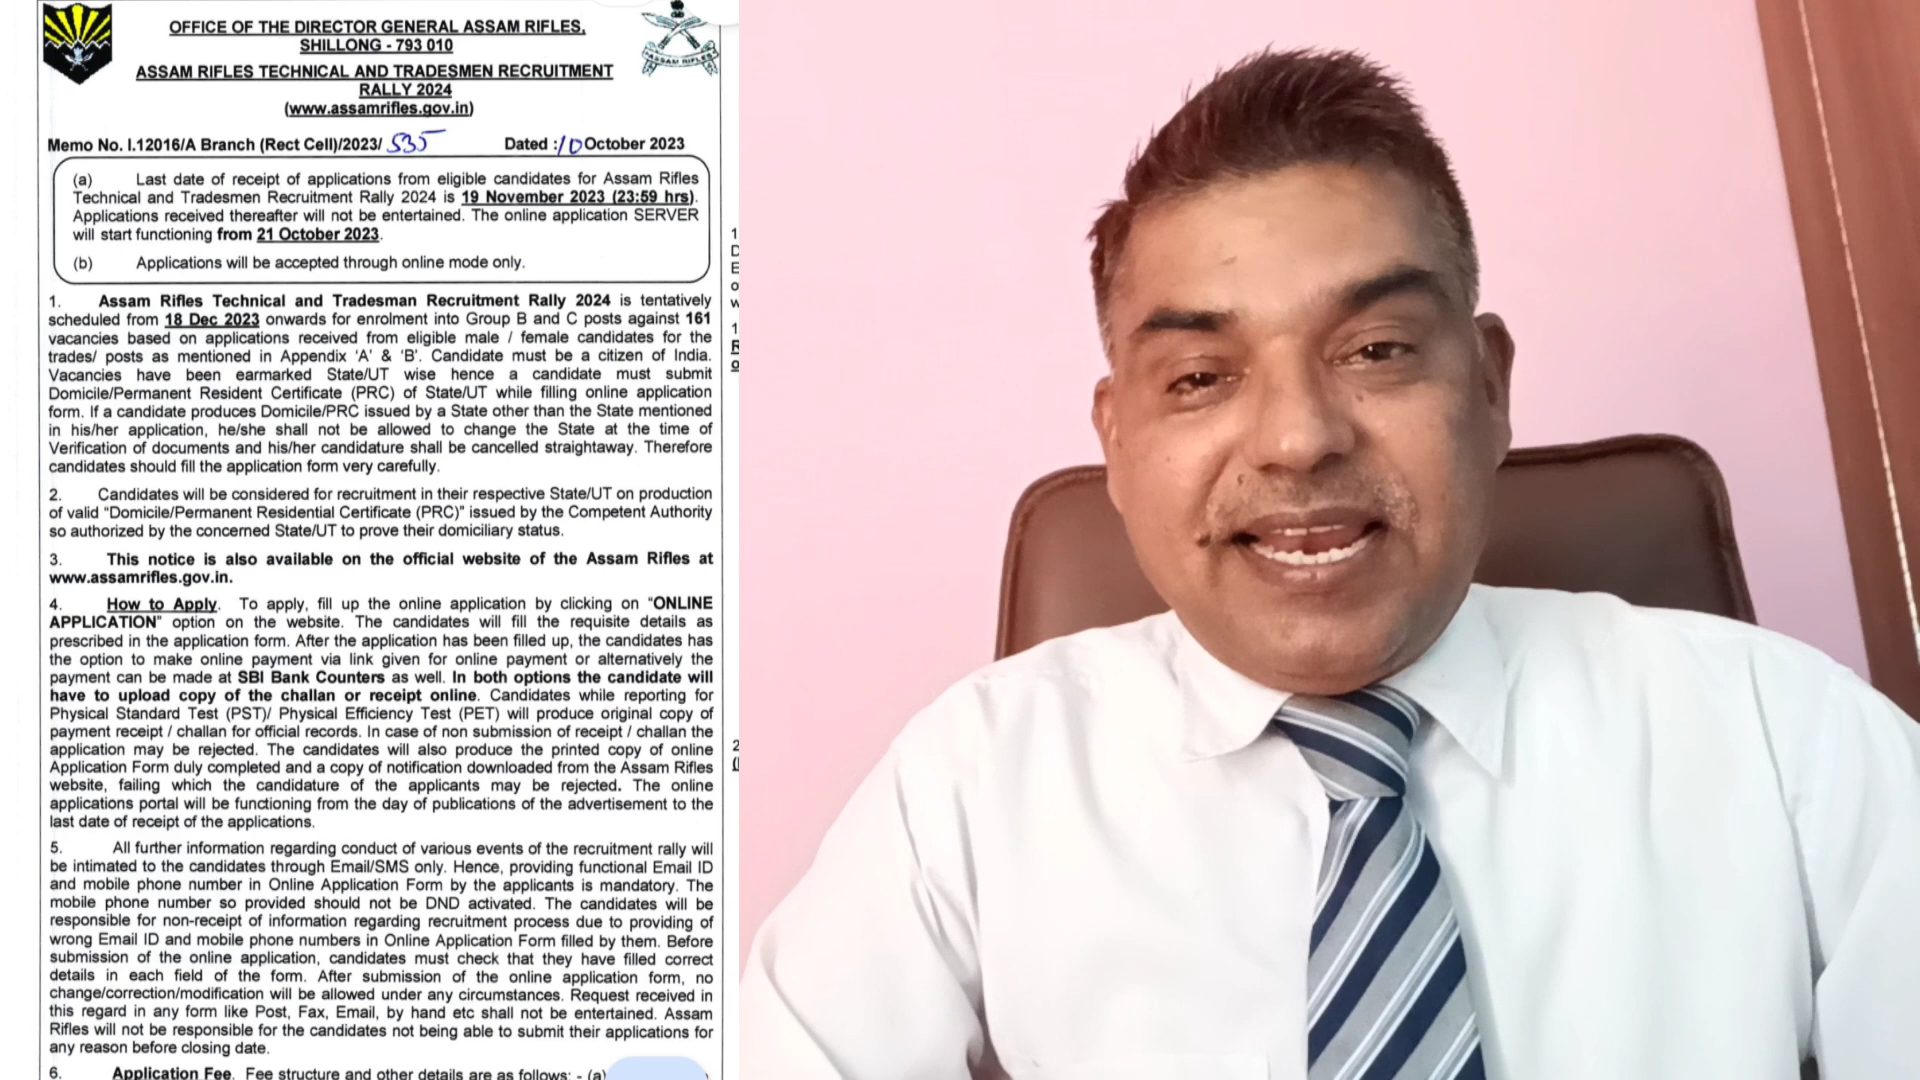 OFFICE OF THE DIRECTOR GENERAL ASSAM RIFLES,
SHILLONG - 793 010
ASSAM RIFLES
ASSAM RIFLES TECHNICAL AND TRADESMEN RECRUITMENT
RALLY 2024
(www.assamrifles.gov.in)
Memo No. I.12016/A Branch (Rect Cell)/2023/ 535 Dated :10 October 2023
(a) Last date of receipt of applications from eligible candidates for Assam Rifles
Technical and Tradesmen Recruitment Rally 2024 is 19 November 2023 (23:59 hrs).
Applications received thereafter will not be entertained. The online application SERVER
will start functioning from 21 October 2023.
(b) Applications will be accepted through online mode only.
1. Assam Rifles Technical and Tradesman Recruitment Rally 2024 is tentatively
scheduled from 18 Dec 2023 onwards for enrolment into Group B and C posts against 161
vacancies based on applications received from eligible male / female candidates for the
trades/ posts as mentioned in Appendix ‘A’ & ‘B’. Candidate must be a citizen of India.
Vacancies have been earmarked State/UT wise hence a candidate must submit
Domicile/Permanent Resident Certificate (PRC) of State/UT while filling online application
form. If a candidate produces Domicile/PRC issued by a State other than the State mentioned
in his/her application, he/she shall not be allowed to change the State at the time of
Verification of documents and his/her candidature shall be cancelled straightaway. Therefore
candidates should fill the application form very carefully.
2. Candidates will be considered for recruitment in their respective State/UT on production
of valid “Domicile/Permanent Residential Certificate (PRC)” issued by the Competent Authority
so authorized by the concerned State/UT to prove their domiciliary status.
3. This notice is also available on the official website of the Assam Rifles at
www.assamrifles.gov.in.
4. How to Apply. To apply, fill up the online application by clicking on “ONLINE
APPLICATION” option on the website. The candidates will fill the requisite details as
prescribed in the application form. After the application has been filled up, the candidates has
the option to make online payment via link given for online payment or alternatively the
payment can be made at SBI Bank Counters as well. In both options the candidate will
have to upload copy of the challan or receipt online. Candidates while reporting for
Physical Standard Test (PST)/ Physical Efficiency Test (PET) will produce original copy of
payment receipt / challan for official records. In case of non submission of receipt / challan the
application may be rejected. The candidates will also produce the printed copy of online
Application Form duly completed and a copy of notification downloaded from the Assam Rifles
website, failing which the candidature of the applicants may be rejected. The online
applications portal will be functioning from the day of publications of the advertisement to the
last date of receipt of the applications.
5. All further information regarding conduct of various events of the recruitment rally will
be intimated to the candidates through Email/SMS only. Hence, providing functional Email ID
and mobile phone number in Online Application Form by the applicants is mandatory. The
mobile phone number so provided should not be DND activated. The candidates will be
responsible for non-receipt of information regarding recruitment process due to providing of
wrong Email ID and mobile phone numbers in Online Application Form filled by them. Before
submission of the online application, candidates must check that they have filled correct
details in each field of the form. After submission of the online application form, no
change/correction/modification will be allowed under any circumstances. Request received in
this regard in any form like Post, Fax, Email, by hand etc shall not be entertained. Assam
Rifles will not be responsible for the candidates not being able to submit their applications for
any reason before closing date.
6. Application Fee. Fee structure and other details are as follows: - (a)